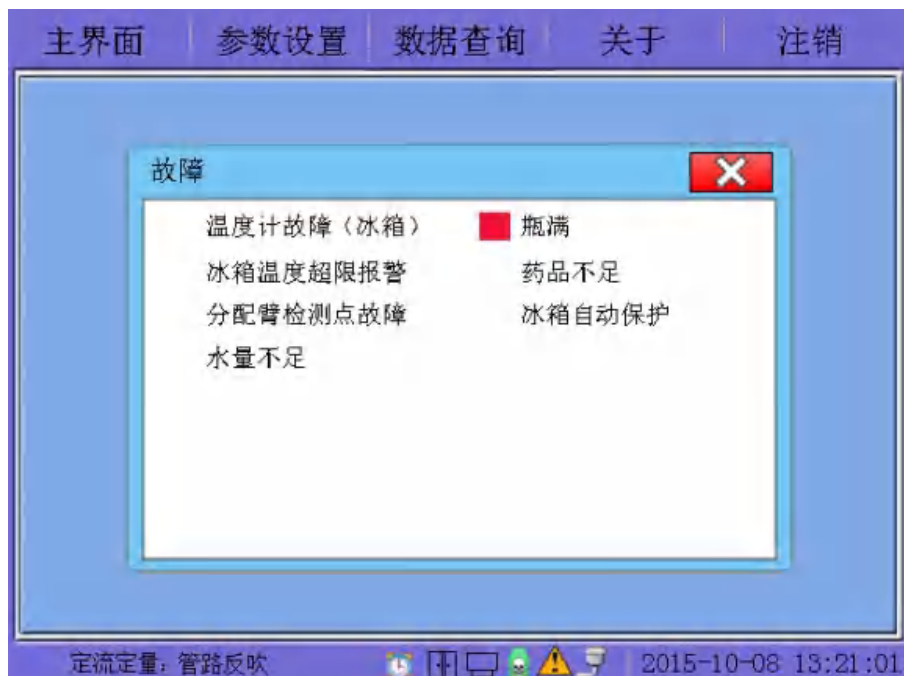 主界面 参数设置 数据查询 关于 注销
故障
温度计故障（冰箱） 瓶满
冰箱温度超限报警 药品不足
分配臂检测点故障 冰箱自动保护
水量不足
定流定量：管路反吹 2015-10-08 13:21:01